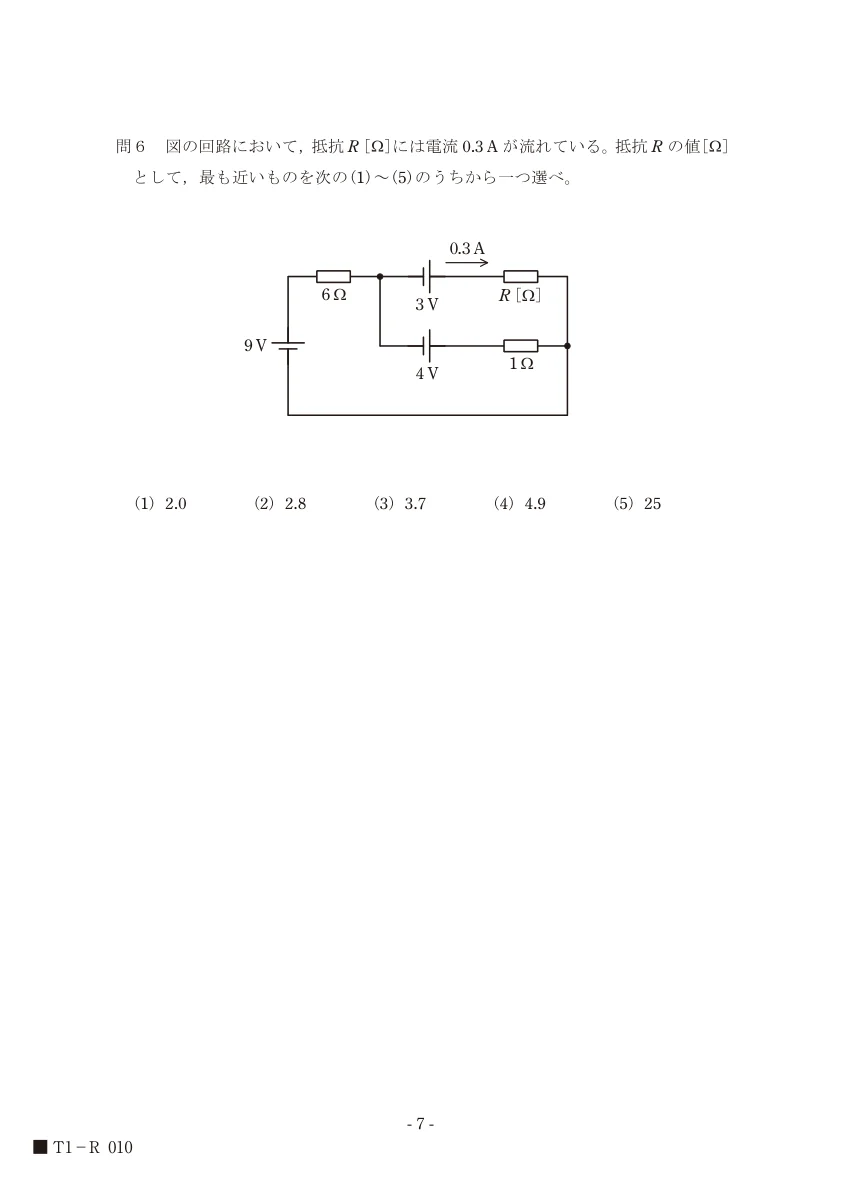 問６　図の回路において，抵抗 R［Ω］には電流 0.3 A が流れている。抵抗 R の値［Ω］
として，最も近いものを次の(1)～(5)のうちから一つ選べ。
0.3 A
6 Ω
3 V
R［Ω］
9 V
4 V
1 Ω
(1) 2.0 (2) 2.8 (3) 3.7 (4) 4.9 (5) 25
- 7 -
■ T1－R 010